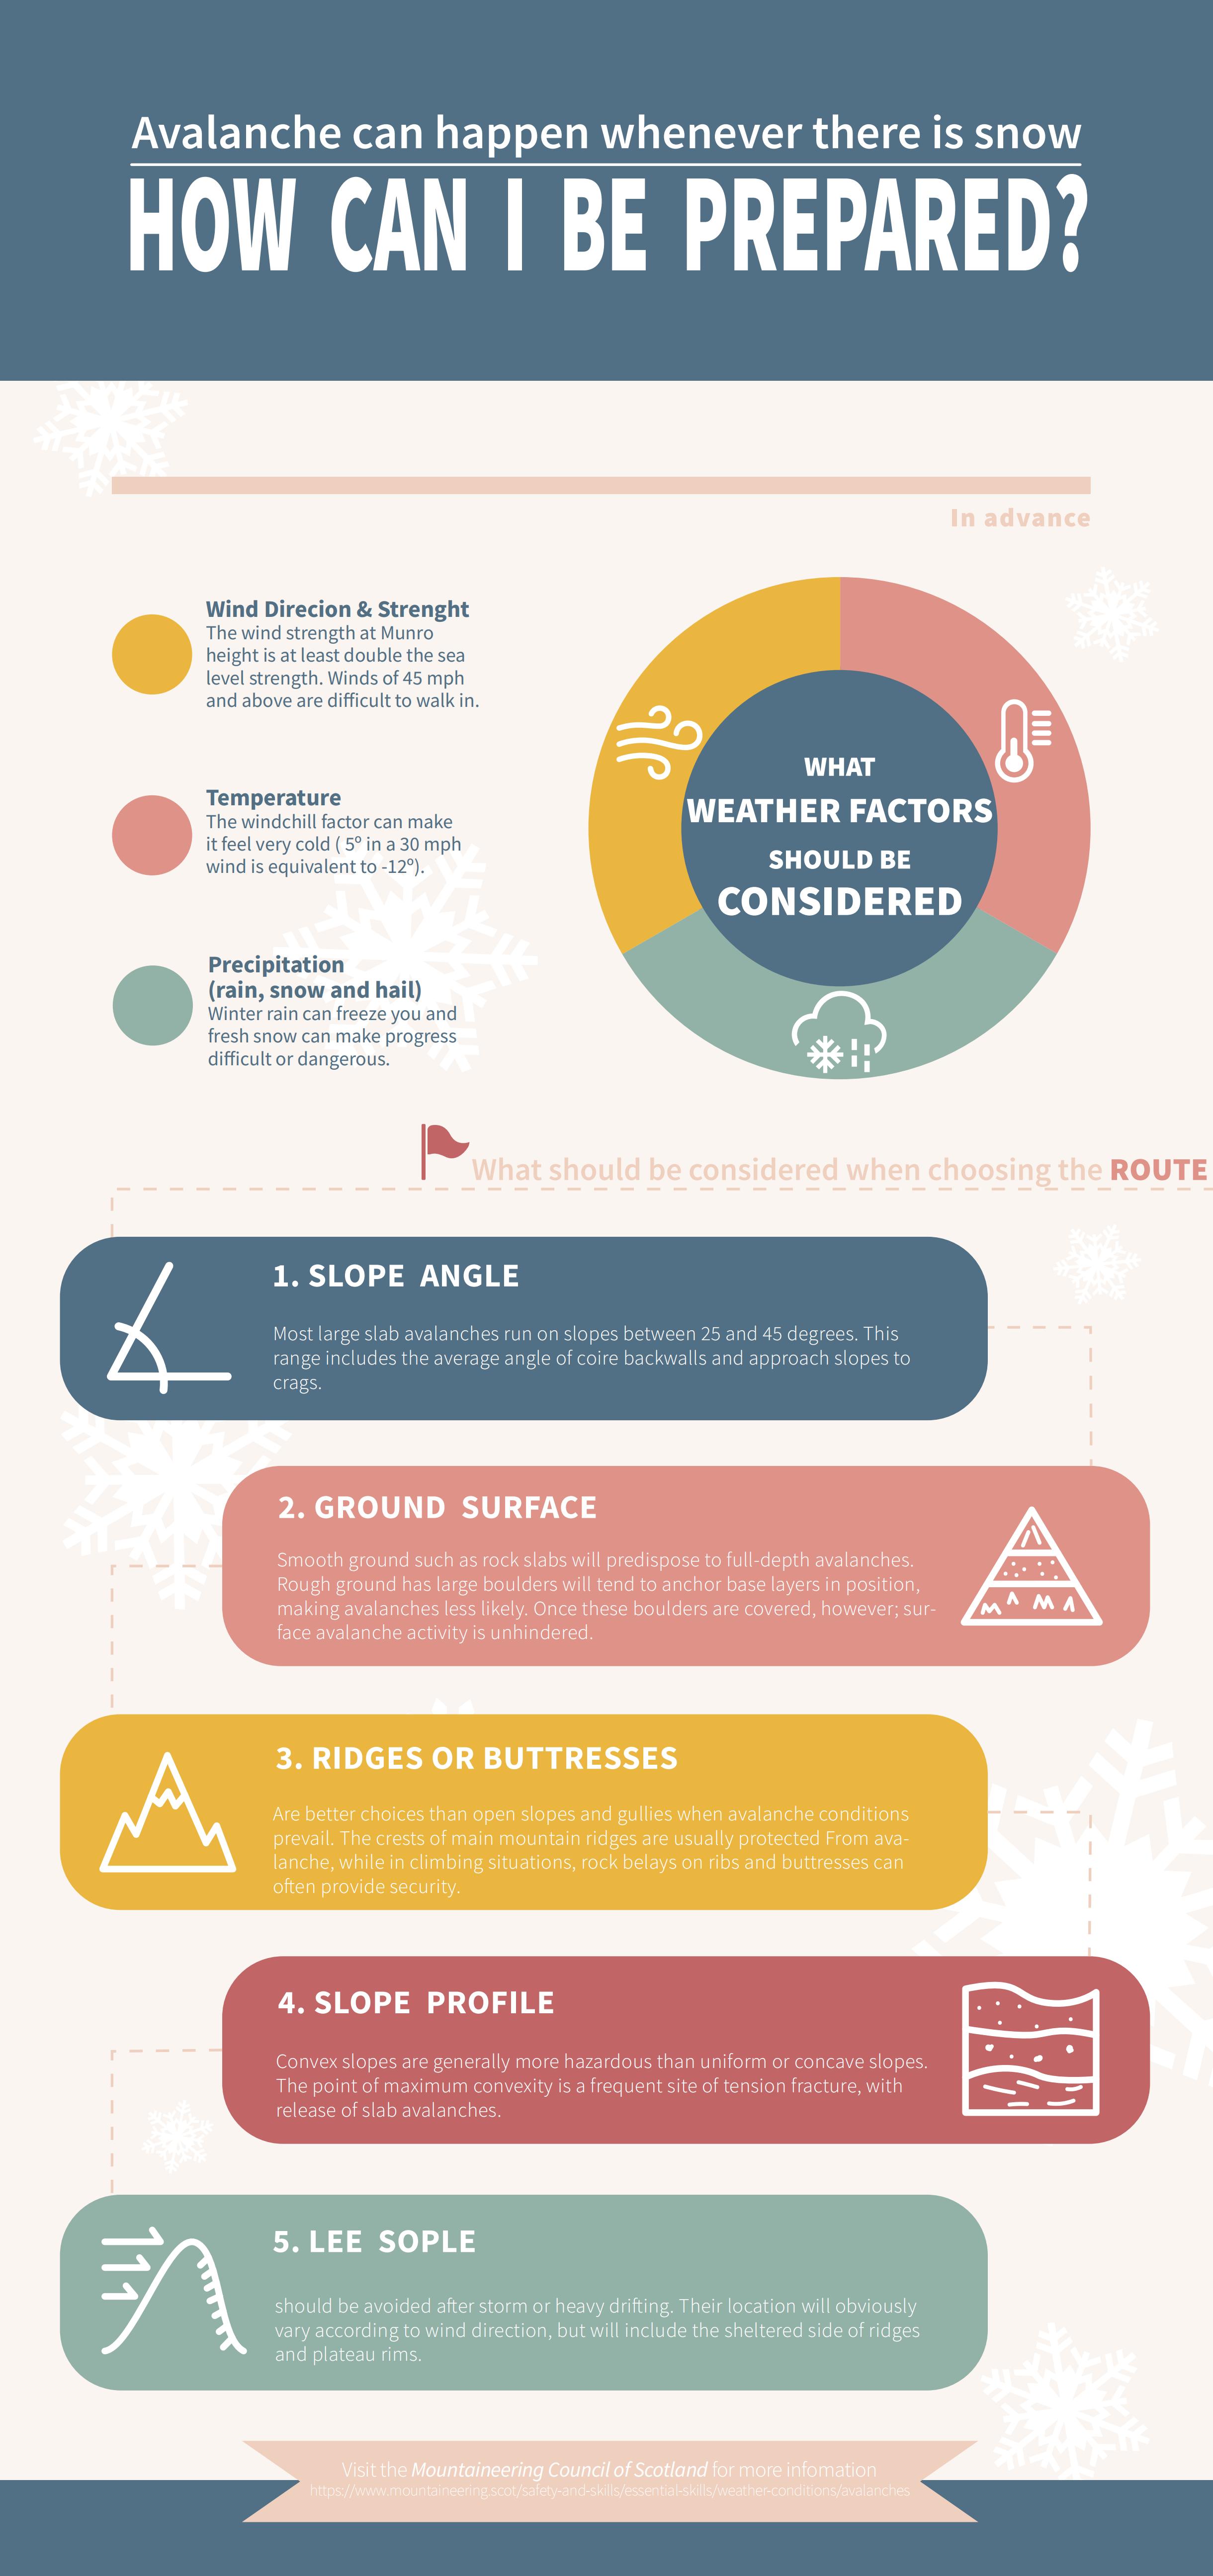 Avalanche can happen whenever there is snow
HOW CAN I BE PREPARED?
In advance
Wind Direcion & Strenght
The wind strength at Munro
height is at least double the sea
level strength. Winds of 45 mph
and above are difficult to walk in.
Temperature
The windchill factor can make
it feel very cold ( 5º in a 30 mph
wind is equivalent to -12º).
Precipitation
(rain, snow and hail)
Winter rain can freeze you and
fresh snow can make progress
difficult or dangerous.
WHAT
WEATHER FACTORS
SHOULD BE
CONSIDERED
What should be considered when choosing the ROUTE
1. SLOPE ANGLE
Most large slab avalanches run on slopes between 25 and 45 degrees. This
range includes the average angle of coire backwalls and approach slopes to
crags.
2. GROUND SURFACE
Smooth ground such as rock slabs will predispose to full-depth avalanches.
Rough ground has large boulders will tend to anchor base layers in position,
making avalanches less likely. Once these boulders are covered, however; sur-
face avalanche activity is unhindered.
3. RIDGES OR BUTTRESSES
Are better choices than open slopes and gullies when avalanche conditions
prevail. The crests of main mountain ridges are usually protected From ava-
lanche, while in climbing situations, rock belays on ribs and buttresses can
often provide security.
4. SLOPE PROFILE
Convex slopes are generally more hazardous than uniform or concave slopes.
The point of maximum convexity is a frequent site of tension fracture, with
release of slab avalanches.
5. LEE SOPLE
should be avoided after storm or heavy drifting. Their location will obviously
vary according to wind direction, but will include the sheltered side of ridges
and plateau rims.
Visit the Mountaineering Council of Scotland for more infomation
https://www.mountaineering.scot/safety-and-skills/essential-skills/weather-conditions/avalanches